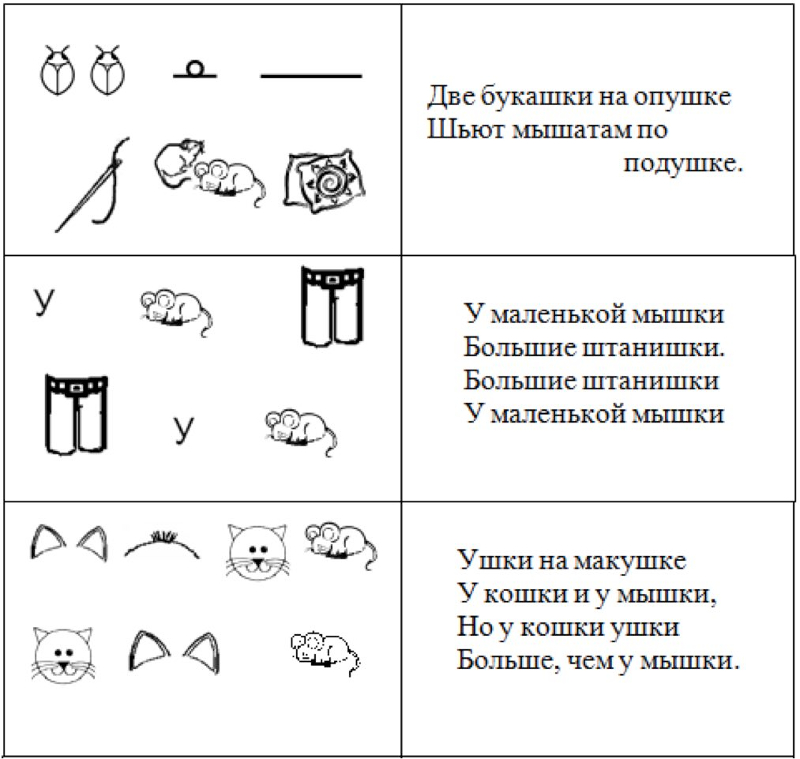 Две букашки на опушке
Шьют мышатам по
подушке.
У
у
У маленькой мышки
Большие штанишки.
Большие штанишки
У маленькой мышки
Ушки на макушке
У кошки и у мышки,
Но у кошки ушки
Больше, чем у мышки.